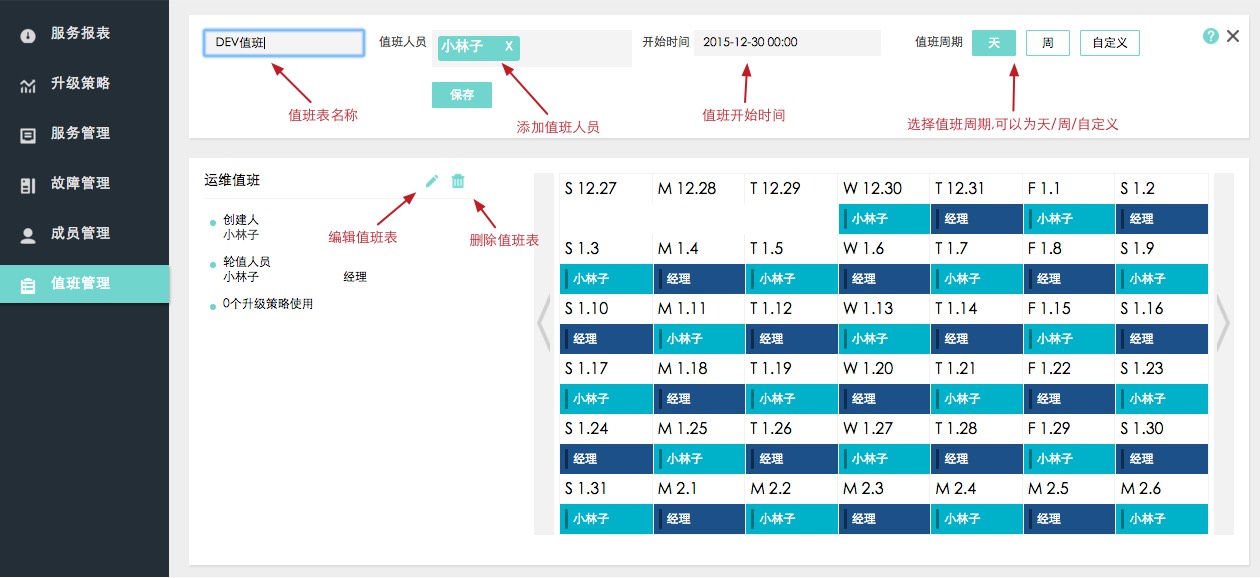 服务报表
升级策略
服务管理
故障管理
成员管理
值班管理
DEV值班 值班人员 小林子 X 开始时间 2015-12-30 00:00 值班周期 天 周 自定义 ?
保存
值班表名称 添加值班人员 值班开始时间 选择值班周期,可以为天/周/自定义
运维值班
编辑值班表 删除值班表
创建人
小林子
轮值人员
小林子 经理
0个升级策略使用
S 12.27 M 12.28 T 12.29 W 12.30 T 12.31 F 1.1 S 1.2
小林子 经理 小林子 经理
S 1.3 M 1.4 T 1.5 W 1.6 T 1.7 F 1.8 S 1.9
小林子 经理 小林子 经理 小林子 经理 小林子
S 1.10 M 1.11 T 1.12 W 1.13 T 1.14 F 1.15 S 1.16
经理 小林子 经理 小林子 经理 小林子 经理
S 1.17 M 1.18 T 1.19 W 1.20 T 1.21 F 1.22 S 1.23
小林子 经理 小林子 经理 小林子 经理 小林子
S 1.24 M 1.25 T 1.26 W 1.27 T 1.28 F 1.29 S 1.30
经理 小林子 经理 小林子 经理 小林子 经理
S 1.31 M 2.1 M 2.2 M 2.3 M 2.4 M 2.5 M 2.6
小林子 经理 小林子 经理 小林子 经理 小林子